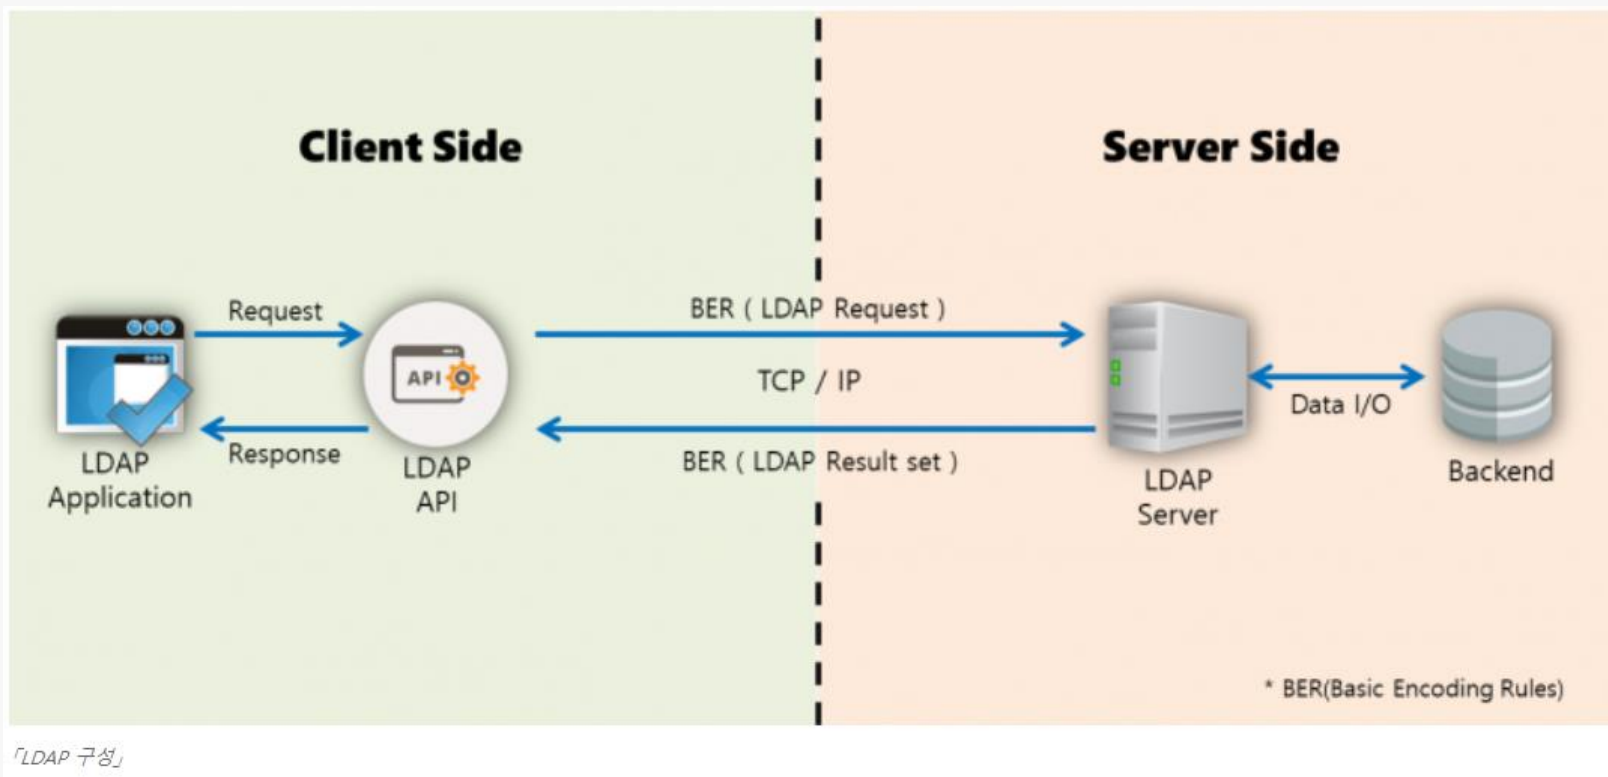 Client Side
Server Side
Request
BER ( LDAP Request )
API
TCP / IP
Data I/O
Response
BER ( LDAP Result set )
LDAP
Application
LDAP
API
LDAP
Server
Backend
* BER(Basic Encoding Rules)
「LDAP 구성」